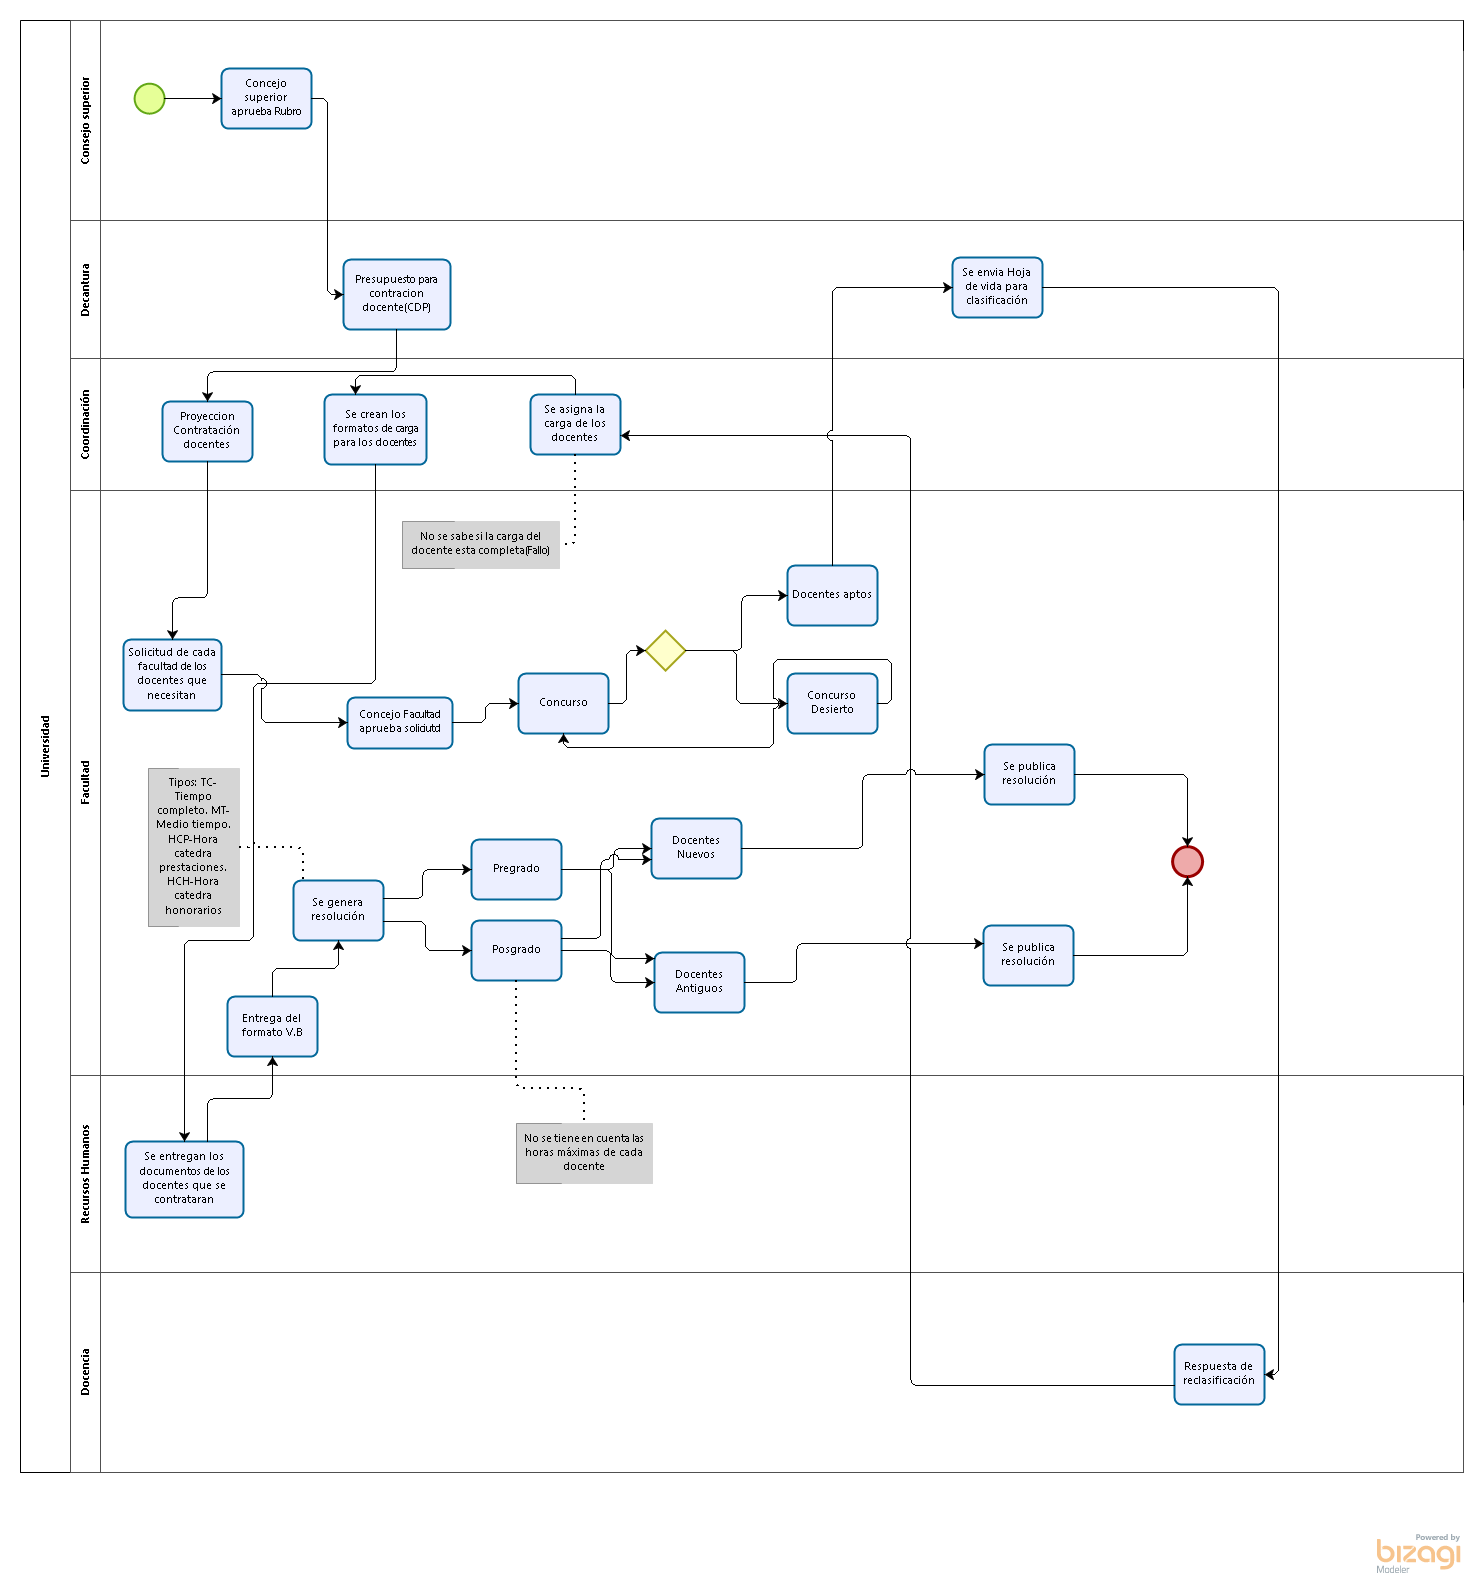 Universidad
Consejo superior
Concejo
superior
aprueba Rubro
Decantura
Presupuesto para
contracion
docente(CDP)
Se envia Hoja
de vida para
clasificación
Coordinación
Proyeccion
Contratación
docentes
Se crean los
formatos de carga
para los docentes
Se asigna la
carga de los
docentes
Facultad
No se sabe si la carga del
docente esta completa(Fallo)
Docentes aptos
Solicitud de cada
facultad de los
docentes que
necesitan
Concejo Facultad
aprueba soliciutd
Concurso
Concurso
Desierto
Tipos: TC-
Tiempo
completo. MT-
Medio tiempo.
HCP-Hora
catedra
prestaciones.
HCH-Hora
catedra
honorarios
Se genera
resolución
Pregrado
Posgrado
Docentes
Nuevos
Docentes
Antiguos
Se publica
resolución
Se publica
resolución
Entrega del
formato V.B
Recursos Humanos
Se entregan los
documentos de los
docentes que se
contrataran
No se tiene en cuenta las
horas máximas de cada
docente
Docencia
Respuesta de
reclasificación
Powered by
bizagi
Modeler